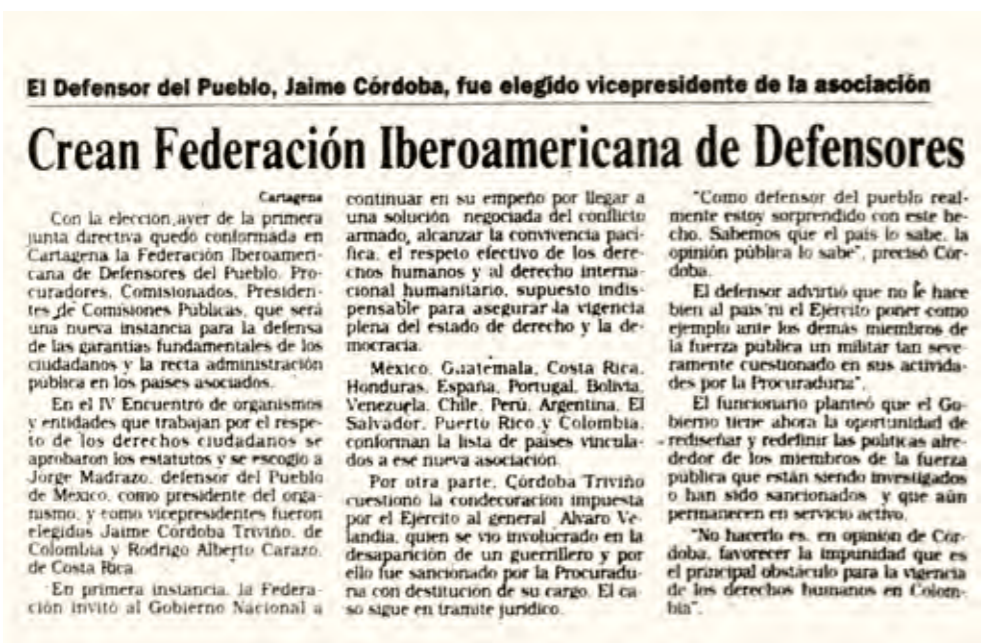 El Defensor del Pueblo, Jaime Córdoba, fue elegido vicepresidente de la asociación
Crean Federación Iberoamericana de Defensores
Cartagena
Con la elección ayer de la primera
junta directiva quedó conformada en
Cartagena la Federación Iberoameri-
cana de Defensores del Pueblo, Pro-
curadores, Comisionados, Presiden-
tes de Comisiones Públicas, que será
una nueva instancia para la defensa
de las garantías fundamentales de los
ciudadanos y la recta administración
pública en los países asociados.
En el IV Encuentro de organismos
y entidades que trabajan por el respe-
to de los derechos ciudadanos se
aprobaron los estatutos y se escogió a
Jorge Madrazo, defensor del Pueblo
de México, como presidente del orga-
nismo, y como vicepresidentes fueron
elegidos Jaime Córdoba Triviño, de
Colombia y Rodrigo Alberto Carazo,
de Costa Rica.
En primera instancia, la Federa-
ción invitó al Gobierno Nacional a
continuar en su empeño por llegar a
una solución negociada del conflicto
armado, alcanzar la convivencia pací-
fica, el respeto efectivo de los dere-
chos humanos y al derecho interna-
cional humanitario, supuesto indis-
pensable para asegurar la vigencia
plena del estado de derecho y la de-
mocracia.
México, Guatemala, Costa Rica,
Honduras, España, Portugal, Bolivia,
Venezuela, Chile, Perú, Argentina, El
Salvador, Puerto Rico y Colombia,
conforman la lista de países vincula-
dos a ese nueva asociación.
Por otra parte, Córdoba Triviño
cuestionó la condecoración impuesta
por el Ejército al general Alvaro Ve-
landia, quien se vio involucrado en la
desaparición de un guerrillero y por
ello fue sancionado por la Procuradu-
ría con destitución de su cargo. El ca-
so sigue en trámite jurídico.
"Como defensor del pueblo real-
mente estoy sorprendido con este he-
cho. Sabemos que el país lo sabe, la
opinión pública lo sabe", precisó Cór-
doba.
El defensor advirtió que no le hace
bien al país "ni el Ejército poner como
ejemplo ante los demás miembros de
la fuerza pública un militar tan seve-
ramente cuestionado en sus activida-
des por la Procuraduría".
El funcionario planteó que el Go-
bierno tiene ahora la oportunidad de
rediseñar y redefinir las políticas alre-
dedor de los miembros de la fuerza
pública que están siendo investigados
o han sido sancionados y que aún
permanecen en servicio activo.
"No hacerlo es, en opinión de Cór-
doba, favorecer la impunidad que es
el principal obstáculo para la vigencia
de los derechos humanos en Colom-
bia".